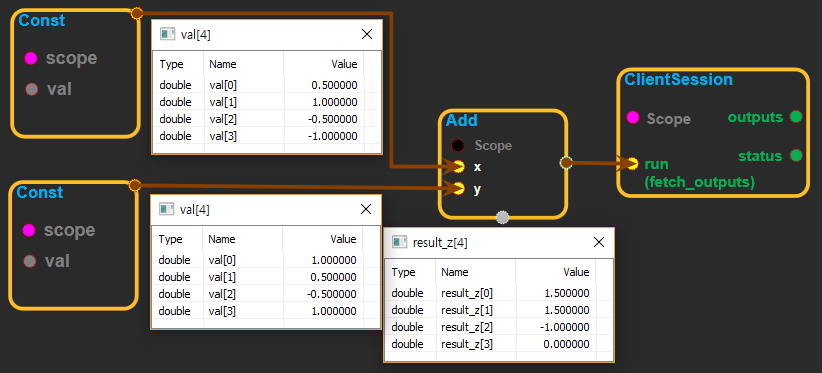 Const
scope
val
val[4]
Type Name Value
double val[0] 0.500000
double val[1] 1.000000
double val[2] -0.500000
double val[3] -1.000000
Add
Scope
x
y
ClientSession
Scope
outputs
status
run
(fetch_outputs)
Const
scope
val
val[4]
Type Name Value
double val[0] 1.000000
double val[1] 0.500000
double val[2] -0.500000
double val[3] 1.000000
result_z[4]
Type Name Value
double result_z[0] 1.500000
double result_z[1] 1.500000
double result_z[2] -1.000000
double result_z[3] 0.000000